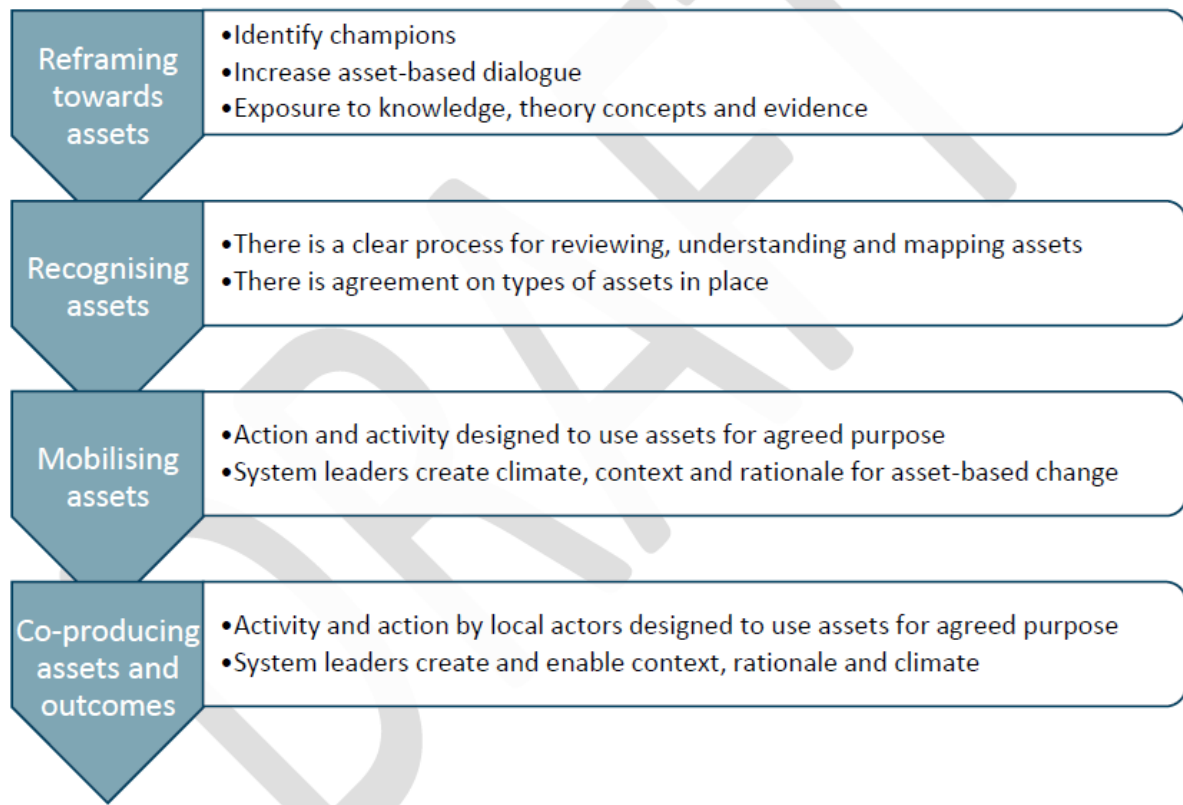 Reframing
towards
assets
•Identify champions
•Increase asset-based dialogue
•Exposure to knowledge, theory concepts and evidence
Recognising
assets
•There is a clear process for reviewing, understanding and mapping assets
•There is agreement on types of assets in place
Mobilising
assets
•Action and activity designed to use assets for agreed purpose
•System leaders create climate, context and rationale for asset-based change
Co-producing
assets and
outcomes
•Activity and action by local actors designed to use assets for agreed purpose
•System leaders create and enable context, rationale and climate
DRAFT